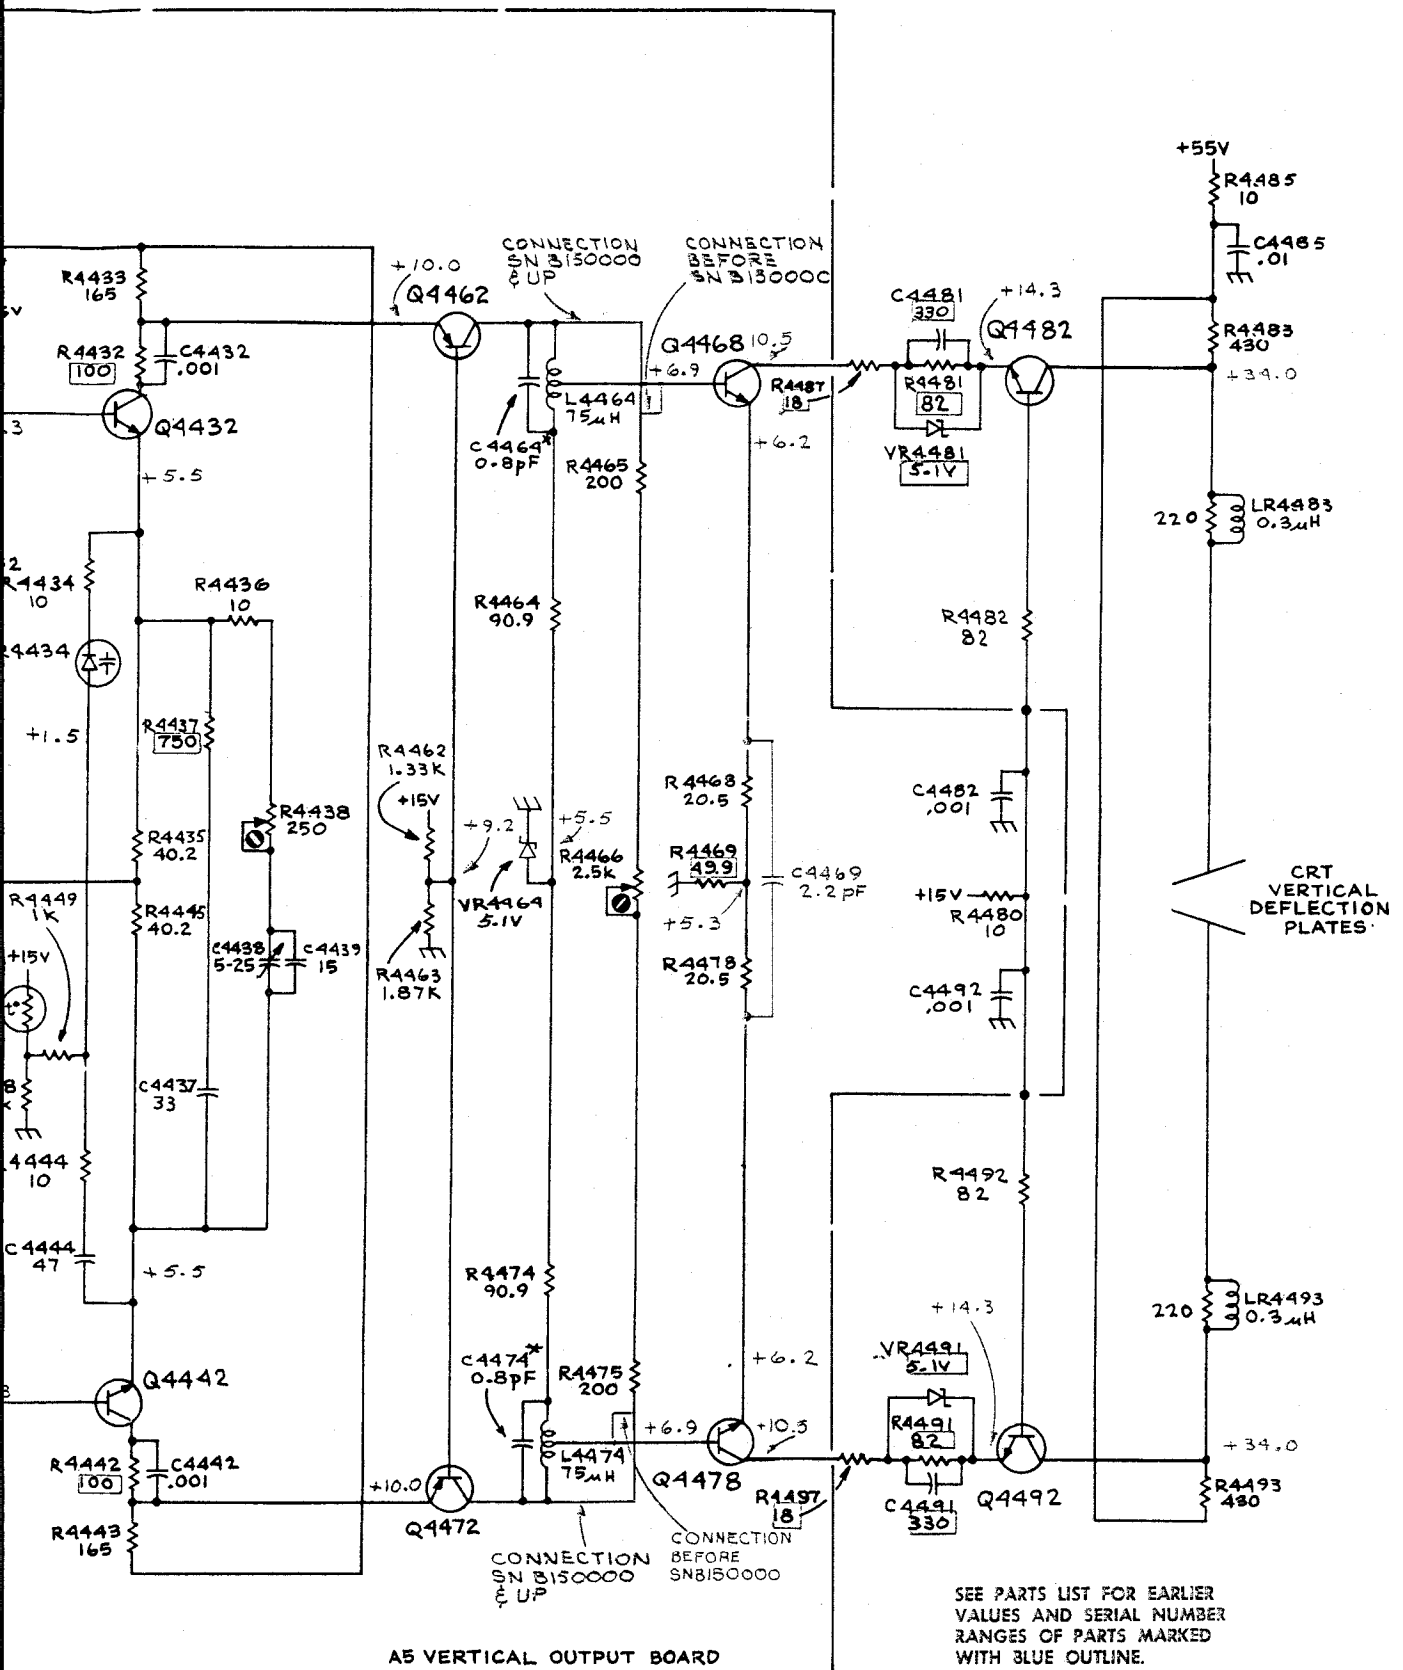 +55V
R4485
10
C4485
.01
CONNECTION
SN B150000
& UP
CONNECTION
BEFORE
SN B150000
+10.0
Q4462
R4433
165
R4432
100
C4432
.001
Q4432
+5.5
C4481
330
+14.3
Q4482
R4483
430
+34.0
Q4468
10.5
+6.9
R4487
18
R4481
82
VR4481
5.1V
L4464
75µH
C4464*
0.8pF
R4465
200
+6.2
220
LR4483
0.3µH
R4434
10
R4436
10
R4464
90.9
R4482
82
4434
+1.5
R4437
750
R4462
1.33K
+15V
R4438
250
+9.2
+5.5
VR4464
5.1V
R4466
2.5K
R4468
20.5
R4469
49.9
C4469
2.2pF
+5.3
C4482
.001
+15V
R4480
10
CRT
VERTICAL
DEFLECTION
PLATES
R4435
40.2
R4449
1K
R4445
40.2
+15V
t°
C4438
5-25
C4439
15
R4463
1.87K
R4478
20.5
C4492
.001
C4437
33
4444
10
C4444
47
+5.5
R4474
90.9
R4492
82
+14.3
220
LR4493
0.3µH
C4474*
0.8pF
R4475
200
+6.2
VR4491
5.1V
Q4442
R4442
100
C4442
.001
+10.0
L4474
75µH
+6.9
+10.5
R4491
82
+34.0
Q4478
R4443
165
Q4472
R4497
18
C4491
330
Q4492
R4493
430
CONNECTION
SN B150000
& UP
CONNECTION
BEFORE
SN B150000
SEE PARTS LIST FOR EARLIER
VALUES AND SERIAL NUMBER
RANGES OF PARTS MARKED
WITH BLUE OUTLINE.
A5 VERTICAL OUTPUT BOARD